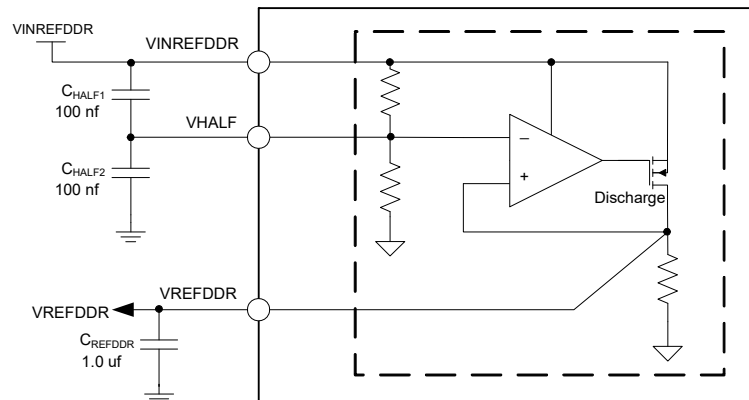 VINREFDDR
VINREFDDR
CHALF1
100 nf
VHALF
CHALF2
100 nf
−
+
Discharge
VREFDDR
VREFDDR
CREFDDR
1.0 uf